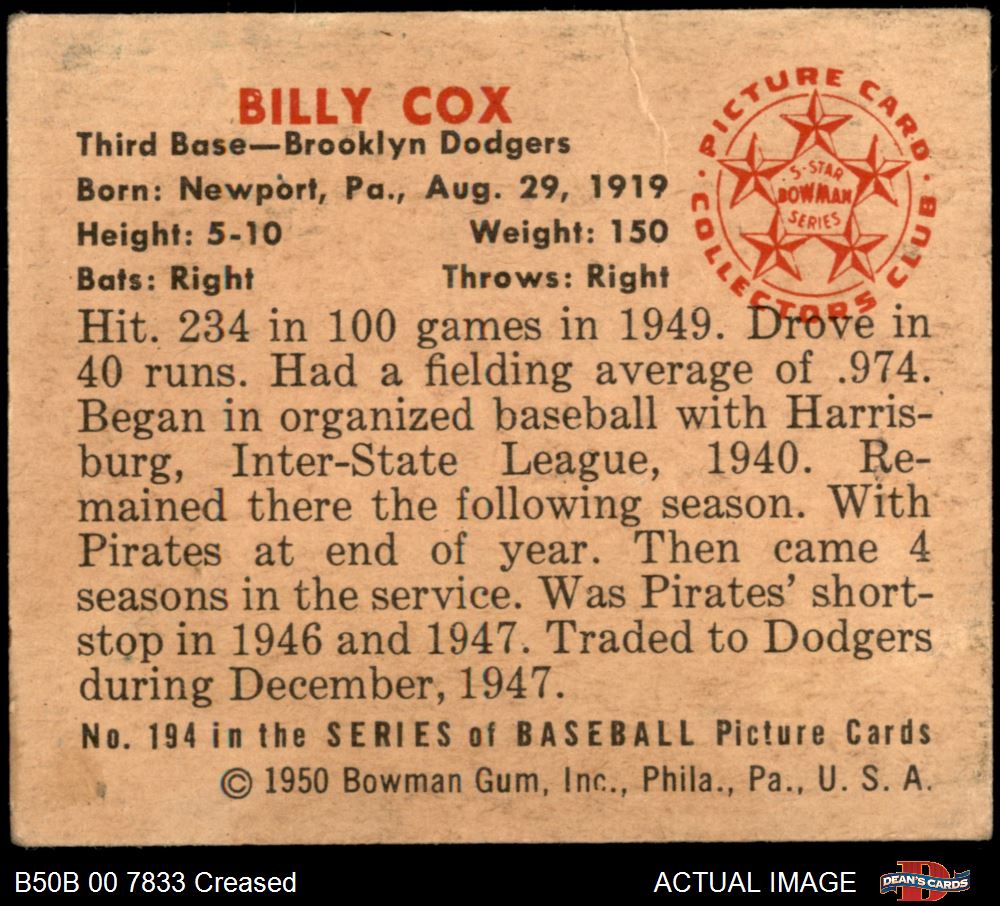 BILLY COX
Third Base—Brooklyn Dodgers
Born: Newport, Pa., Aug. 29, 1919
Height: 5-10 Weight: 150
Bats: Right Throws: Right
PICTURE CARD
COLLECTORS CLUB
5-STAR
BOWMAN
SERIES
Hit. 234 in 100 games in 1949. Drove in
40 runs. Had a fielding average of .974.
Began in organized baseball with Harris-
burg, Inter-State League, 1940. Re-
mained there the following season. With
Pirates at end of year. Then came 4
seasons in the service. Was Pirates' short-
stop in 1946 and 1947. Traded to Dodgers
during December, 1947.
No. 194 in the SERIES of BASEBALL Picture Cards
© 1950 Bowman Gum, Inc., Phila., Pa., U. S. A.
B50B 00 7833 Creased ACTUAL IMAGE
D
DEAN'S CARDS